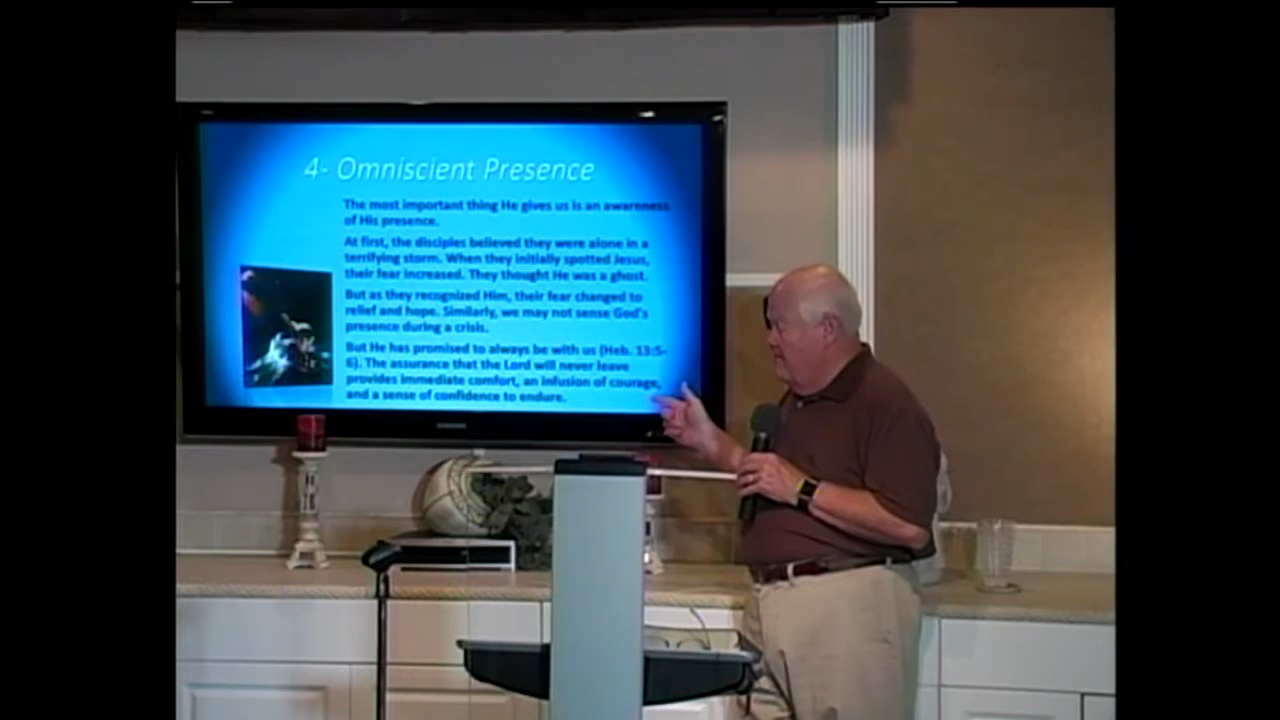 4- Omniscient Presence
The most important thing He gives us is an awareness
of His presence.
At first, the disciples believed they were alone in a
terrifying storm. When they initially spotted Jesus,
their fear increased. They thought He was a ghost.
But as they recognized Him, their fear changed to
relief and hope. Similarly, we may not sense God's
presence during a crisis.
But He has promised to always be with us (Heb. 13:5-
6). The assurance that the Lord will never leave
provides immediate comfort, an infusion of courage,
and a sense of confidence to endure.
SAMSUNG